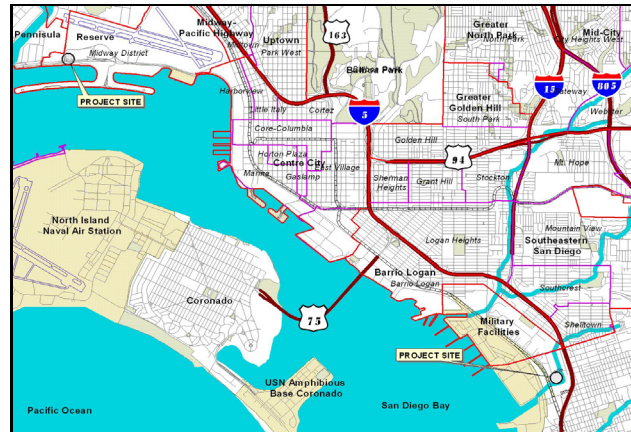 Midway-
Pacific Highway
Midtown
Pennisula
Reserve
Midway District
PROJECT SITE
Uptown
Park West
163
Balboa Park
Greater
North Park
North Park
Mid-City
City Heights West
Harborview
Little Italy
Cortez
5
Greater
Golden Hill
South Park
15
Gateway
805
Webster
Core-Columbia
Golden Hill
Horton Plaza
Centre City
East Village
Marina
Gaslamp
94
Mt. Hope
Sherman
Heights
Grant Hill
Stockton
North Island
Naval Air Station
Logan Heights
Mountain View
Southeastern
San Diego
Barrio Logan
Barrio Logan
Coronado
75
Southcrest
Military
Facilities
Shelltown
PROJECT SITE
USN Amphibious
Base Coronado
Pacific Ocean
San Diego Bay